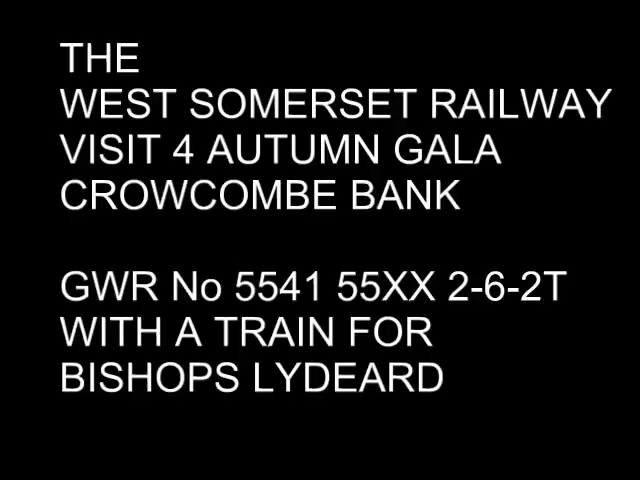 THE
WEST SOMERSET RAILWAY
VISIT 4 AUTUMN GALA
CROWCOMBE BANK
GWR No 5541 55XX 2-6-2T
WITH A TRAIN FOR
BISHOPS LYDEARD